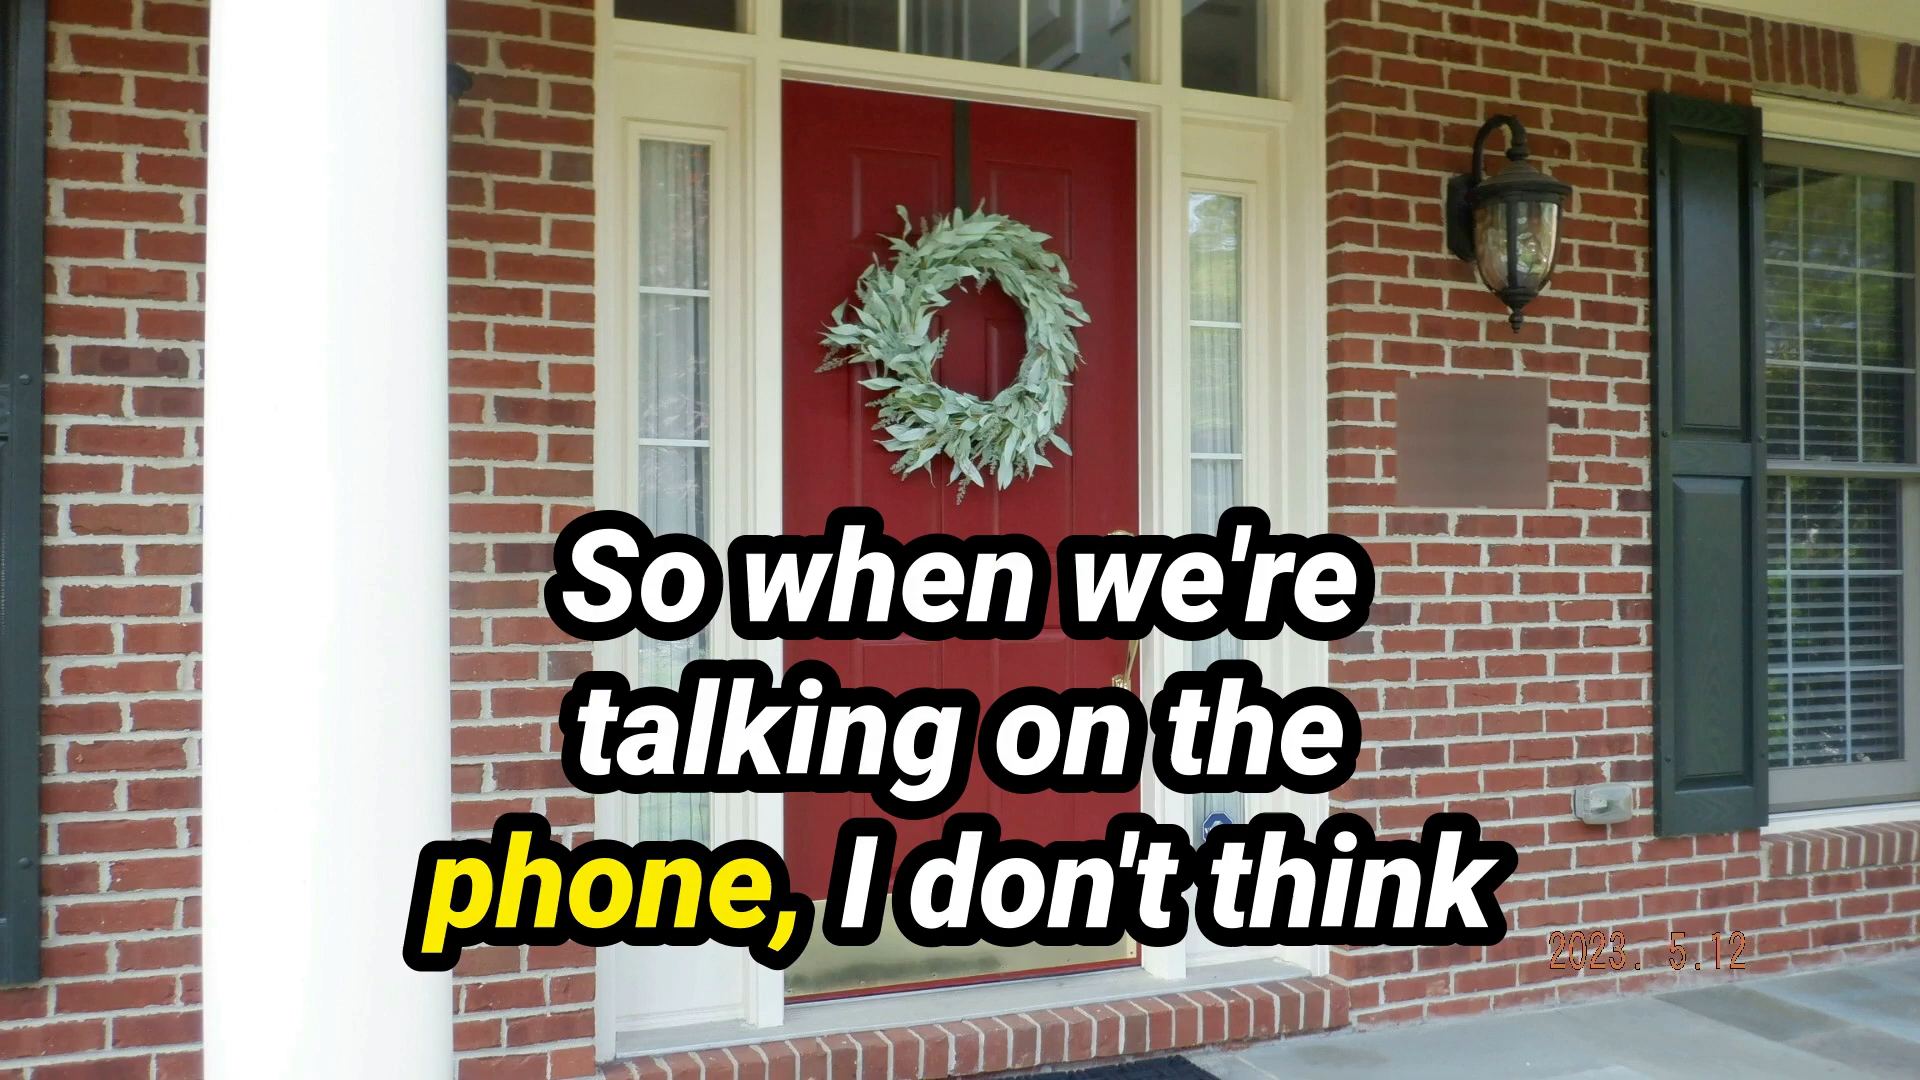 So when we're
talking on the
phone, I don't think
2023. 5.12